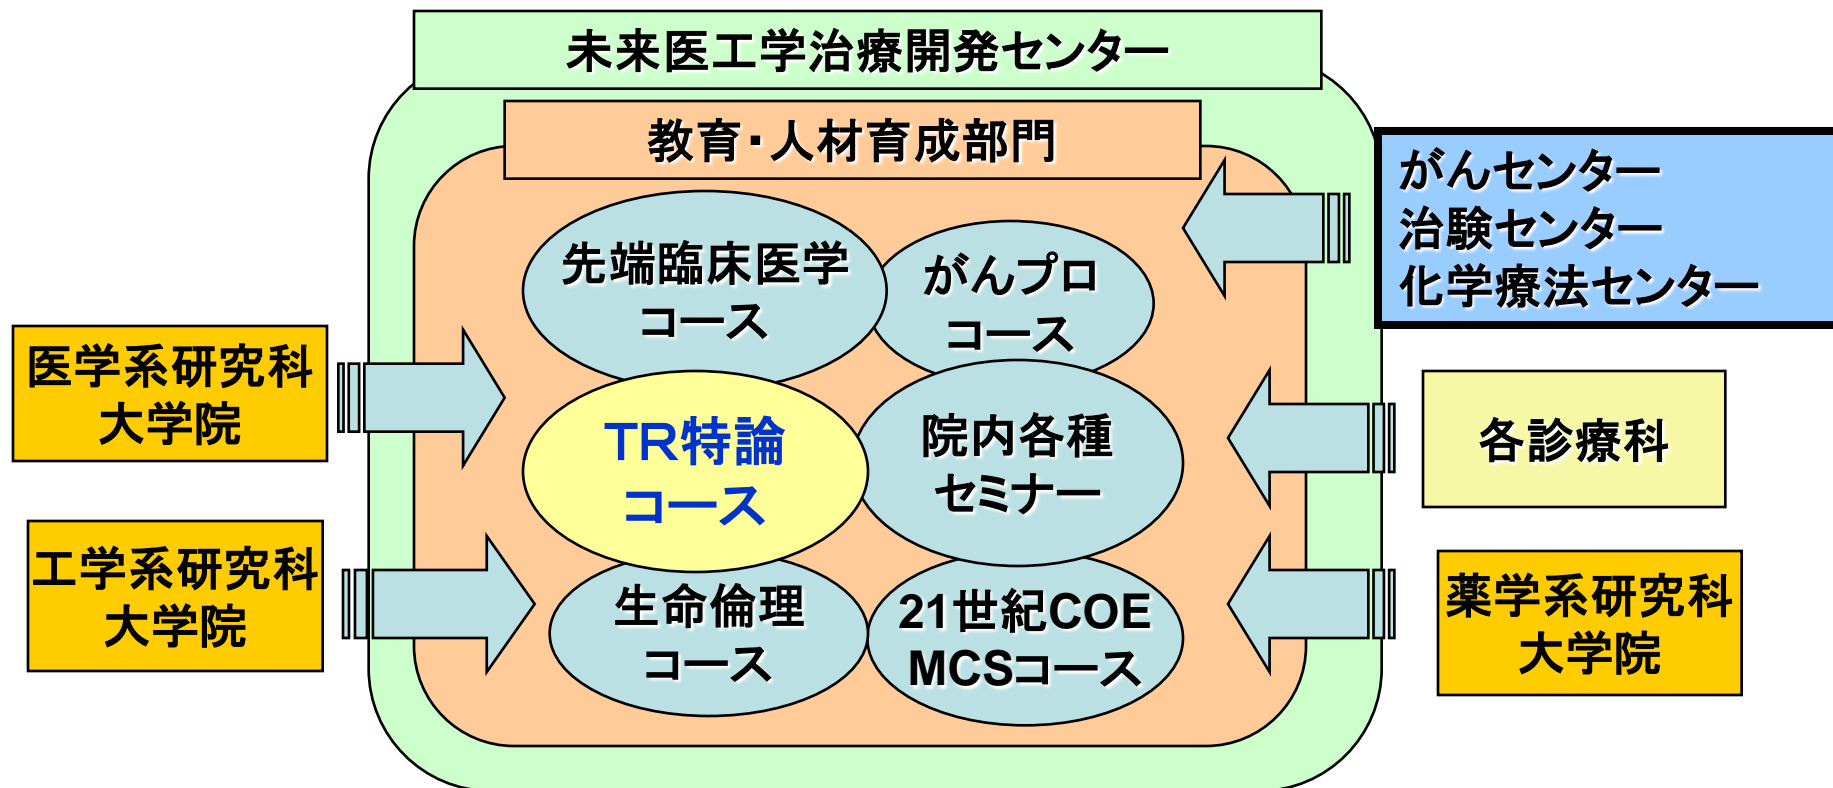 未来医工学治療開発センター
教育・人材育成部門
がんセンター
治験センター
化学療法センター
先端臨床医学
コース
がんプロ
コース
医学系研究科
大学院
TR特論
コース
院内各種
セミナー
各診療科
工学系研究科
大学院
生命倫理
コース
21世紀COE
MCSコース
薬学系研究科
大学院